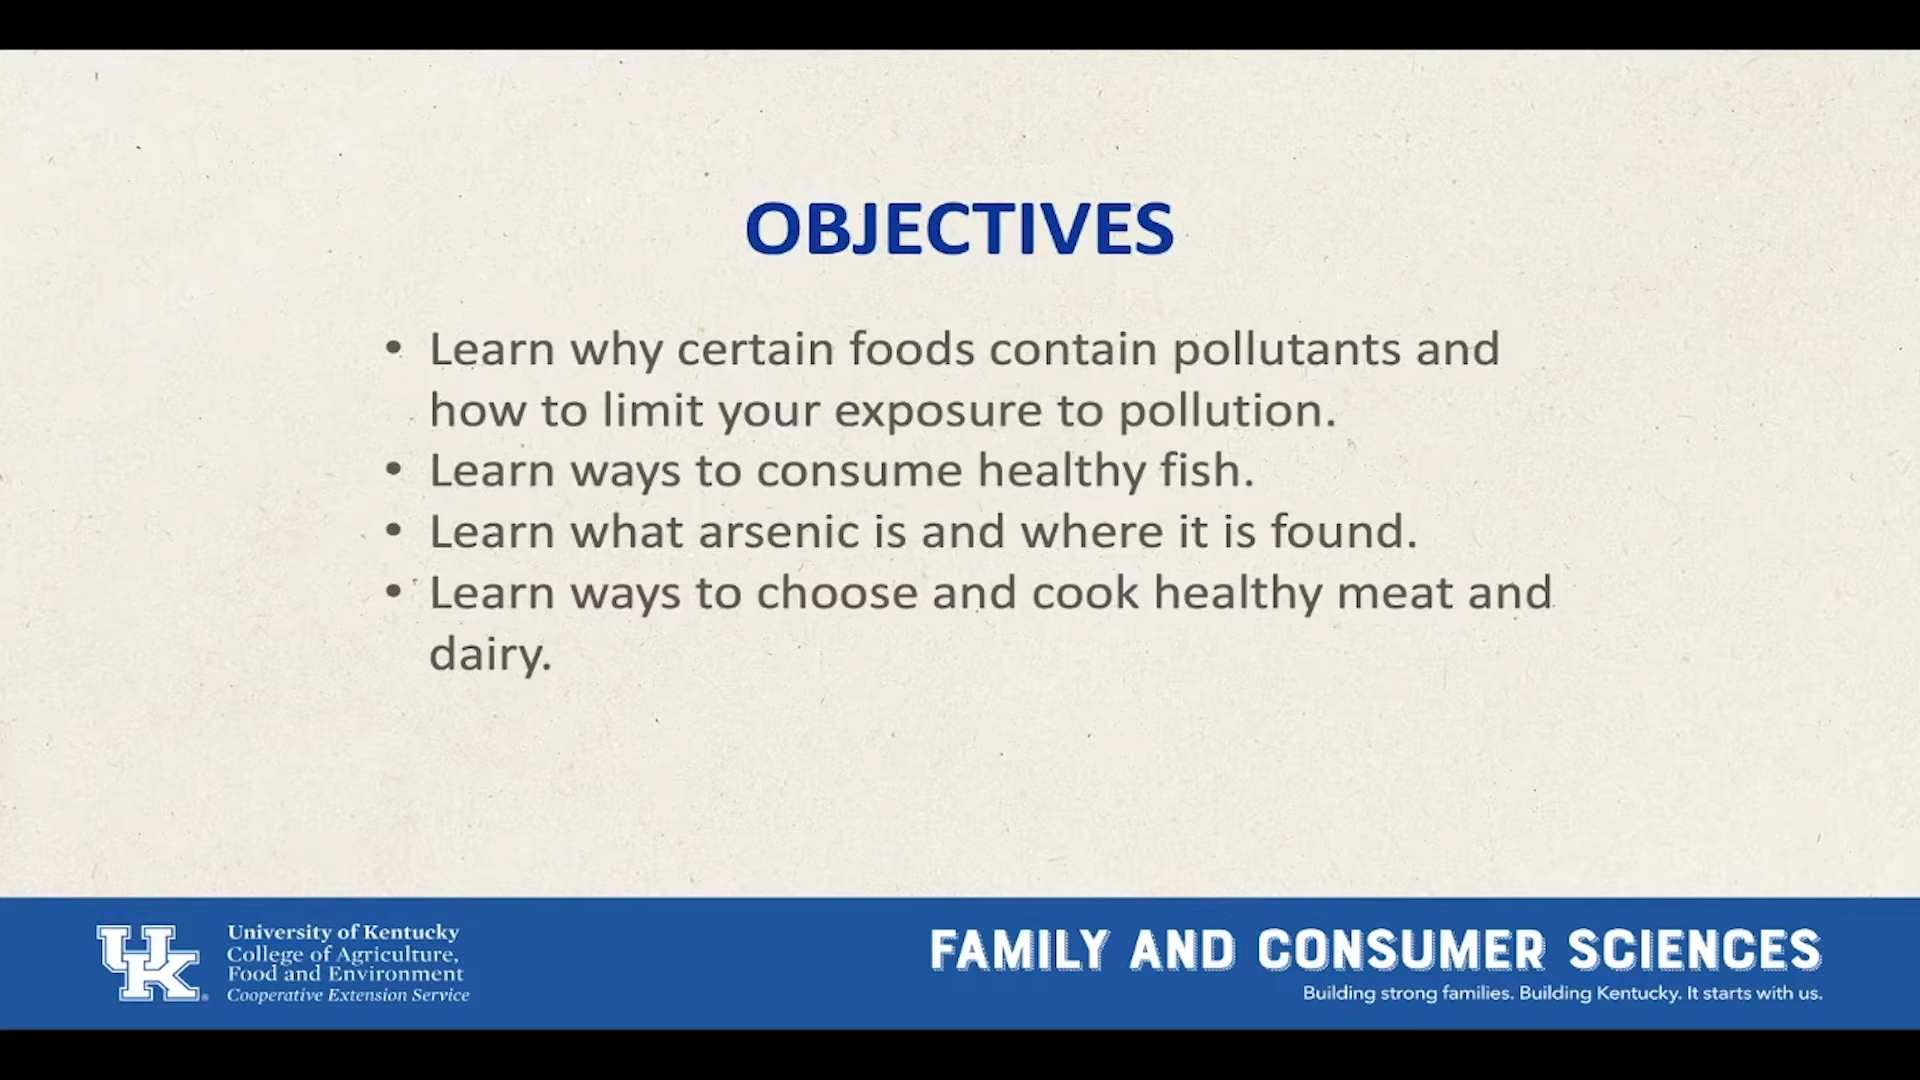 OBJECTIVES
• Learn why certain foods contain pollutants and
how to limit your exposure to pollution.
• Learn ways to consume healthy fish.
• Learn what arsenic is and where it is found.
• Learn ways to choose and cook healthy meat and
dairy.
UK
University of Kentucky
College of Agriculture,
Food and Environment
Cooperative Extension Service
FAMILY AND CONSUMER SCIENCES
Building strong families. Building Kentucky. It starts with us.